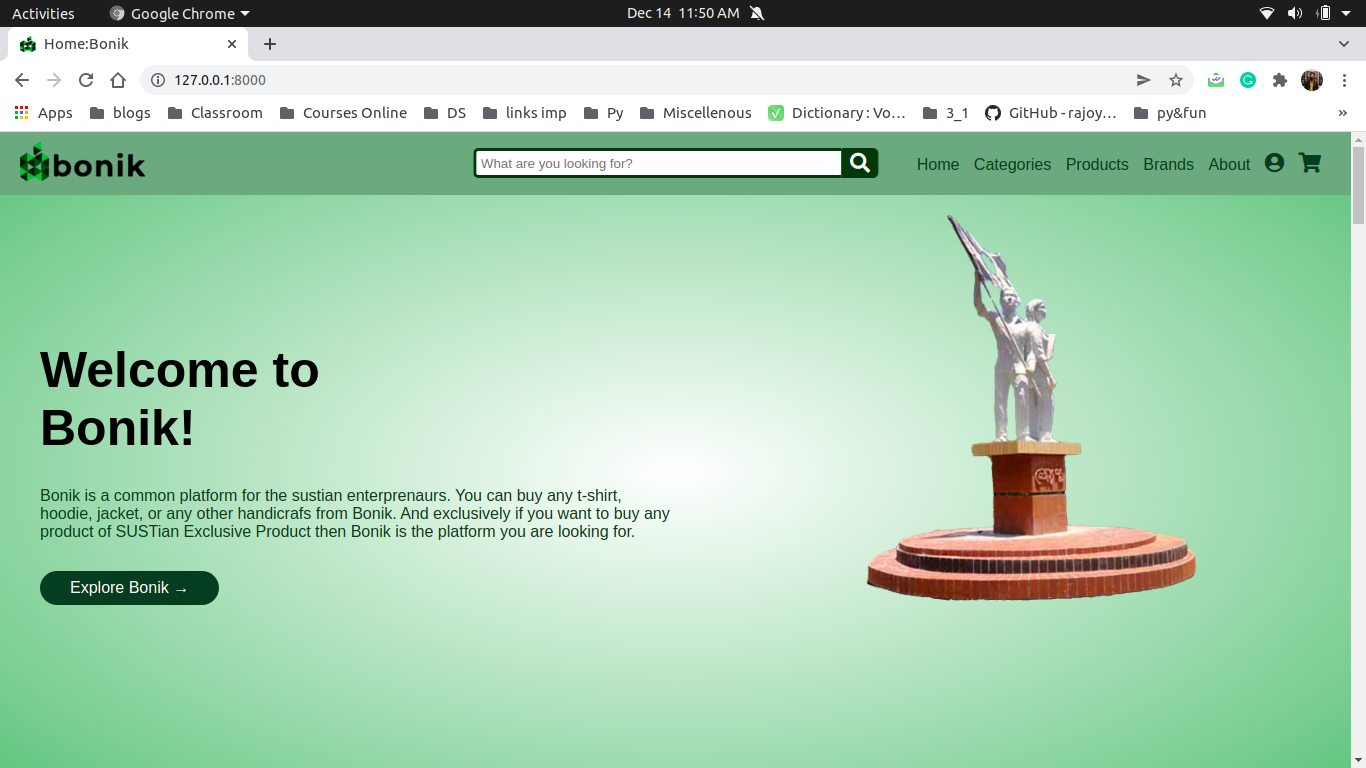 Activities Google Chrome Dec 14 11:50 AM
Home:Bonik
127.0.0.1:8000
Apps blogs Classroom Courses Online DS links imp Py Miscellenous Dictionary : Vo… 3_1 GitHub - rajoy… py&fun »
bonik What are you looking for? Home Categories Products Brands About
Welcome to
Bonik!
Bonik is a common platform for the sustian enterprenaurs. You can buy any t-shirt,
hoodie, jacket, or any other handicrafs from Bonik. And exclusively if you want to buy any
product of SUSTian Exclusive Product then Bonik is the platform you are looking for.
Explore Bonik →